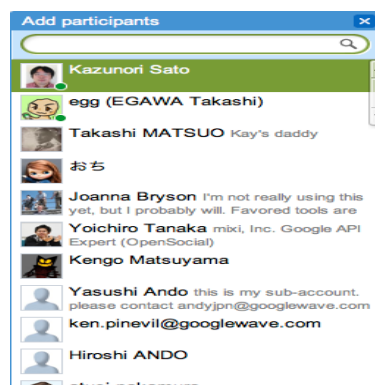 Add participants
Kazunori Sato
egg (EGAWA Takashi)
Takashi MATSUO Kay's daddy
おち
Joanna Bryson I'm not really using this
yet, but I probably will. Favored tools are
Yoichiro Tanaka mixi, Inc. Google API
Expert (OpenSocial)
Kengo Matsuyama
Yasushi Ando this is my sub-account.
please contact andyjpn@googlewave.com
ken.pinevil@googlewave.com
Hiroshi ANDO